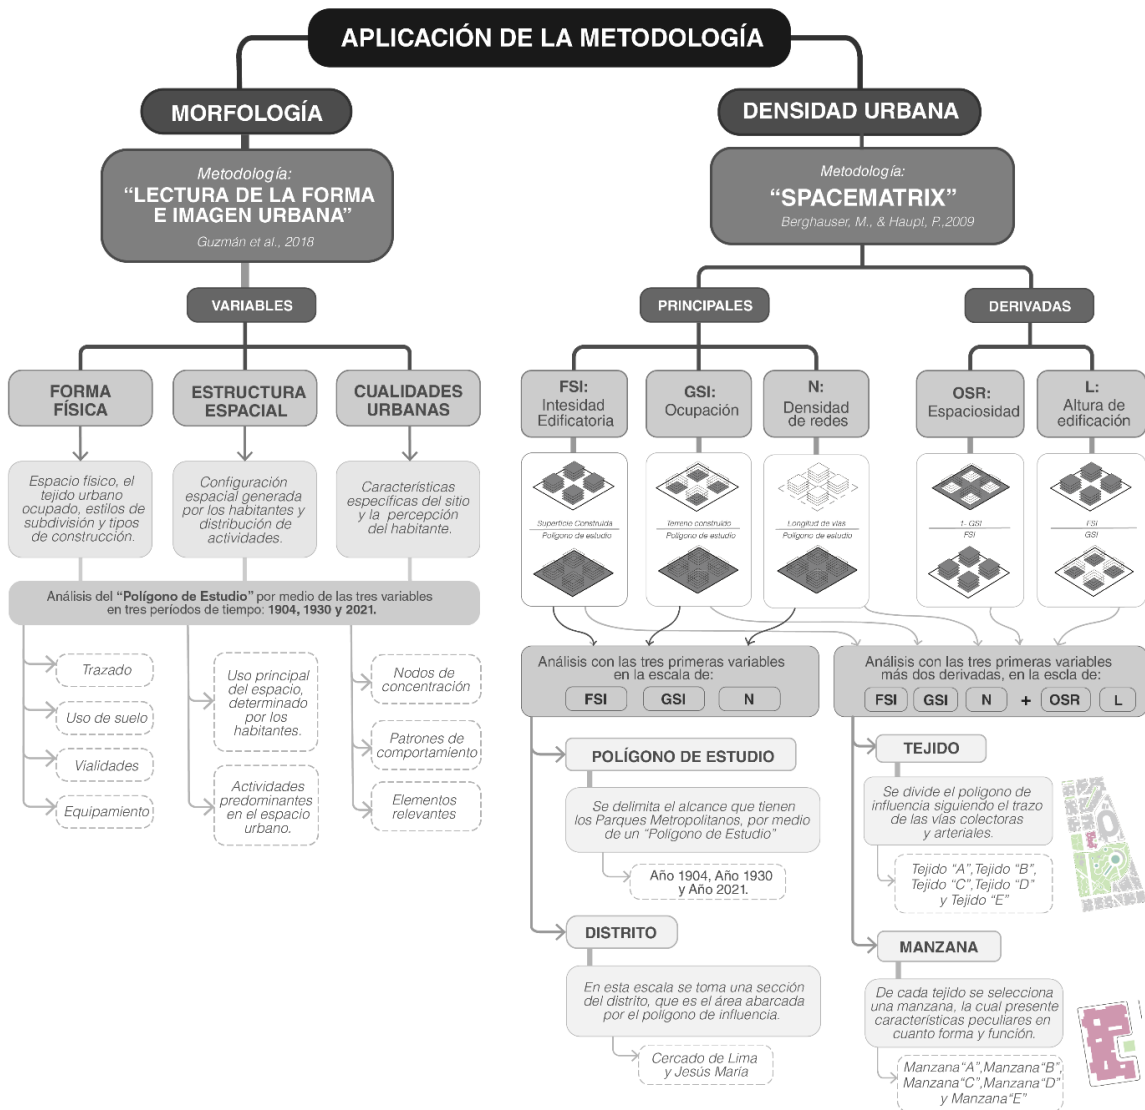 APLICACIÓN DE LA METODOLOGÍA
MORFOLOGÍA
Metodología:
“LECTURA DE LA FORMA
E IMAGEN URBANA”
Guzmán et al., 2018
VARIABLES
FORMA
FÍSICA
ESTRUCTURA
ESPACIAL
CUALIDADES
URBANAS
Espacio físico, el
tejido urbano
ocupado, estilos de
subdivisión y tipos
de construcción.
Configuración
espacial generada
por los habitantes y
distribución de
actividades.
Características
específicas del sitio
y la percepción
del habitante.
Análisis del “Polígono de Estudio” por medio de las tres variables
en tres períodos de tiempo: 1904, 1930 y 2021.
Trazado
Uso de suelo
Vialidades
Equipamiento
Uso principal
del espacio,
determinado
por los
habitantes.
Actividades
predominantes
en el espacio
urbano.
Nodos de
concentración
Patrones de
comportamiento
Elementos
relevantes
DENSIDAD URBANA
Metodología:
“SPACEMATRIX”
Berghauser, M., & Haupl, P.,2009
PRINCIPALES
DERIVADAS
FSI:
Intesidad
Edificatoria
GSI:
Ocupación
N:
Densidad
de redes
OSR:
Espaciosidad
L:
Altura de
edificación
Superficie Construida
Polígono de estudio
Terreno construido
Polígono de estudio
Longitud de vías
Polígono de estudio
1- GSI
FSI
FSI
GSI
Análisis con las tres primeras variables
en la escala de:
FSI GSI N
POLÍGONO DE ESTUDIO
Se delimita el alcance que tienen
los Parques Metropolitanos, por medio
de un “Polígono de Estudio”
Año 1904, Año 1930
y Año 2021.
DISTRITO
En esta escala se toma una sección
del distrito, que es el área abarcada
por el polígono de influencia.
Cercado de Lima
y Jesús María
Análisis con las tres primeras variables
más dos derivadas, en la escla de:
FSI GSI N + OSR L
TEJIDO
Se divide el poligono de
influencia siguiendo el trazo
de las vías colectoras
y arteriales.
Tejido “A”,Tejido “B”,
Tejido “C”,Tejido “D”
y Tejido “E”
MANZANA
De cada tejido se selecciona
una manzana, la cual presente
características peculiares en
cuanto forma y función.
Manzana“A”,Manzana“B”,
Manzana“C”,Manzana“D”
y Manzana“E”